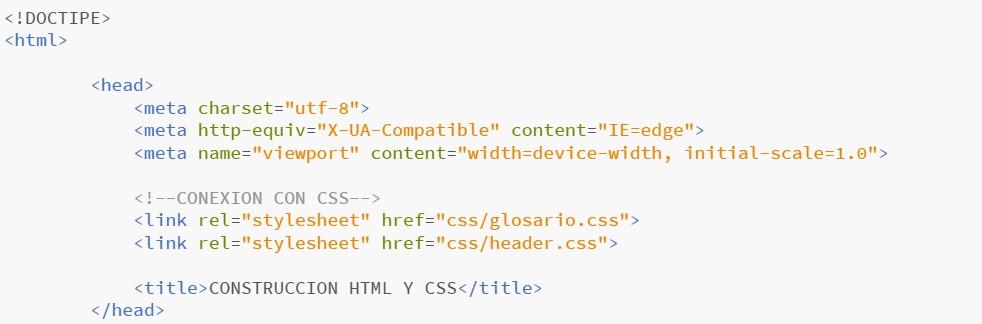 <!DOCTIPE>
<html>
<head>
<meta charset="utf-8">
<meta http-equiv="X-UA-Compatible" content="IE=edge">
<meta name="viewport" content="width=device-width, initial-scale=1.0">
<!--CONEXION CON CSS-->
<link rel="stylesheet" href="css/glosario.css">
<link rel="stylesheet" href="css/header.css">
<title>CONSTRUCCION HTML Y CSS</title>
</head>